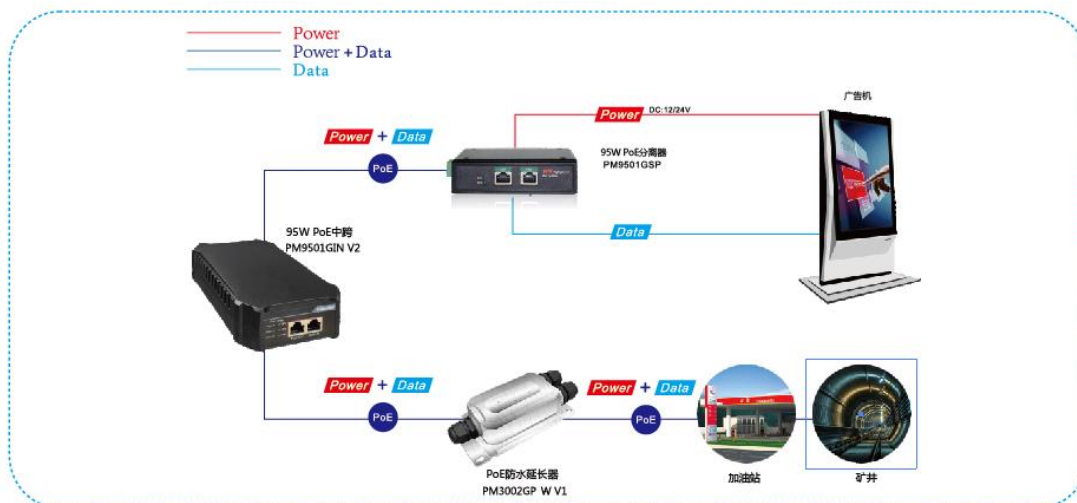 Power
Power + Data
Data
广告机
Power DC:12/24V
Power + Data
PoE
95W PoE分离器
PM9501GSP
Data
95W PoE中跨
PM9501GIN V2
Power + Data
PoE
Power + Data
PoE
PoE防水延长器
PM3002GP W V1
加油站
矿井